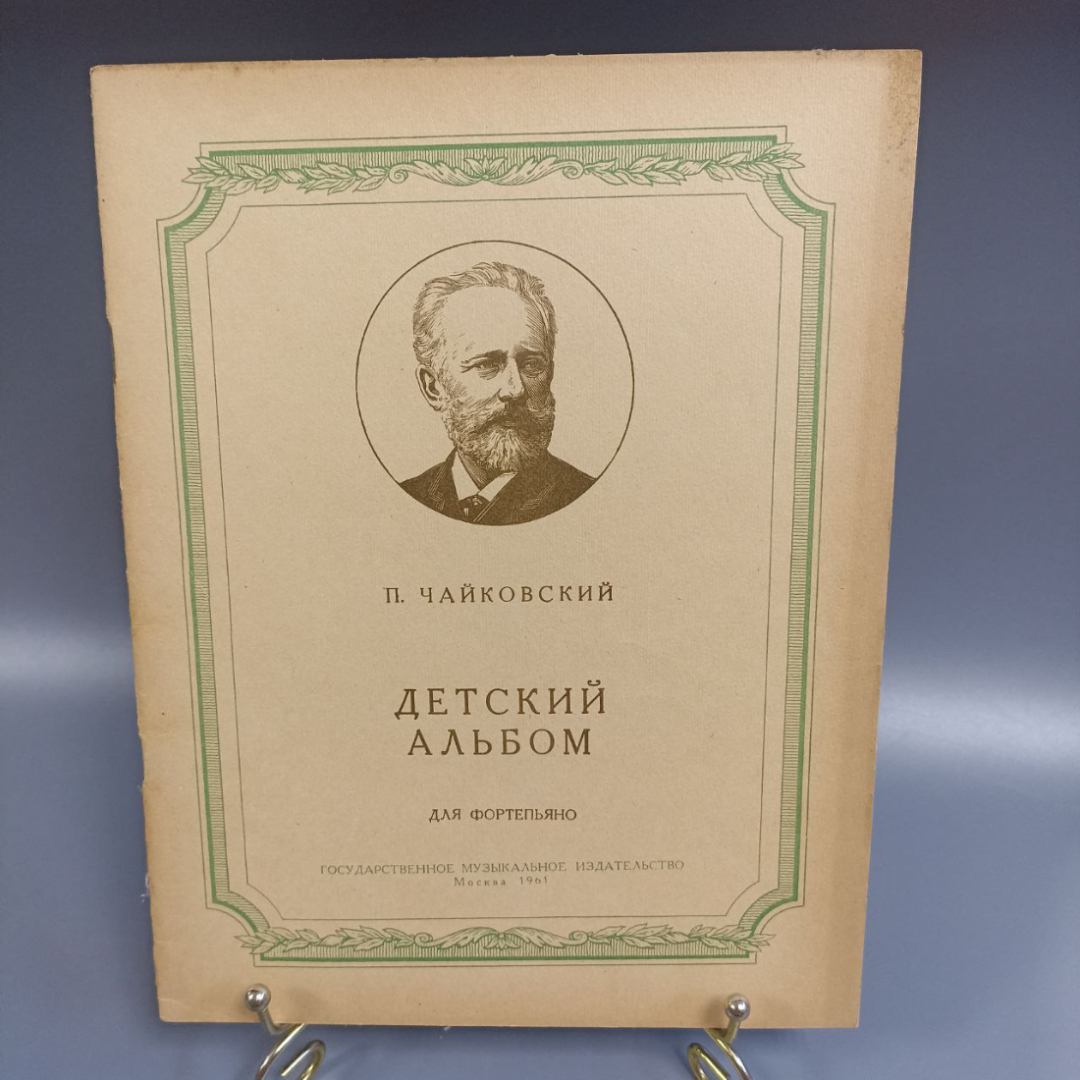 П. ЧАЙКОВСКИЙ
ДЕТСКИЙ
АЛЬБОМ
ДЛЯ ФОРТЕПЬЯНО
ГОСУДАРСТВЕННОЕ МУЗЫКАЛЬНОЕ ИЗДАТЕЛЬСТВО
Москва 1961